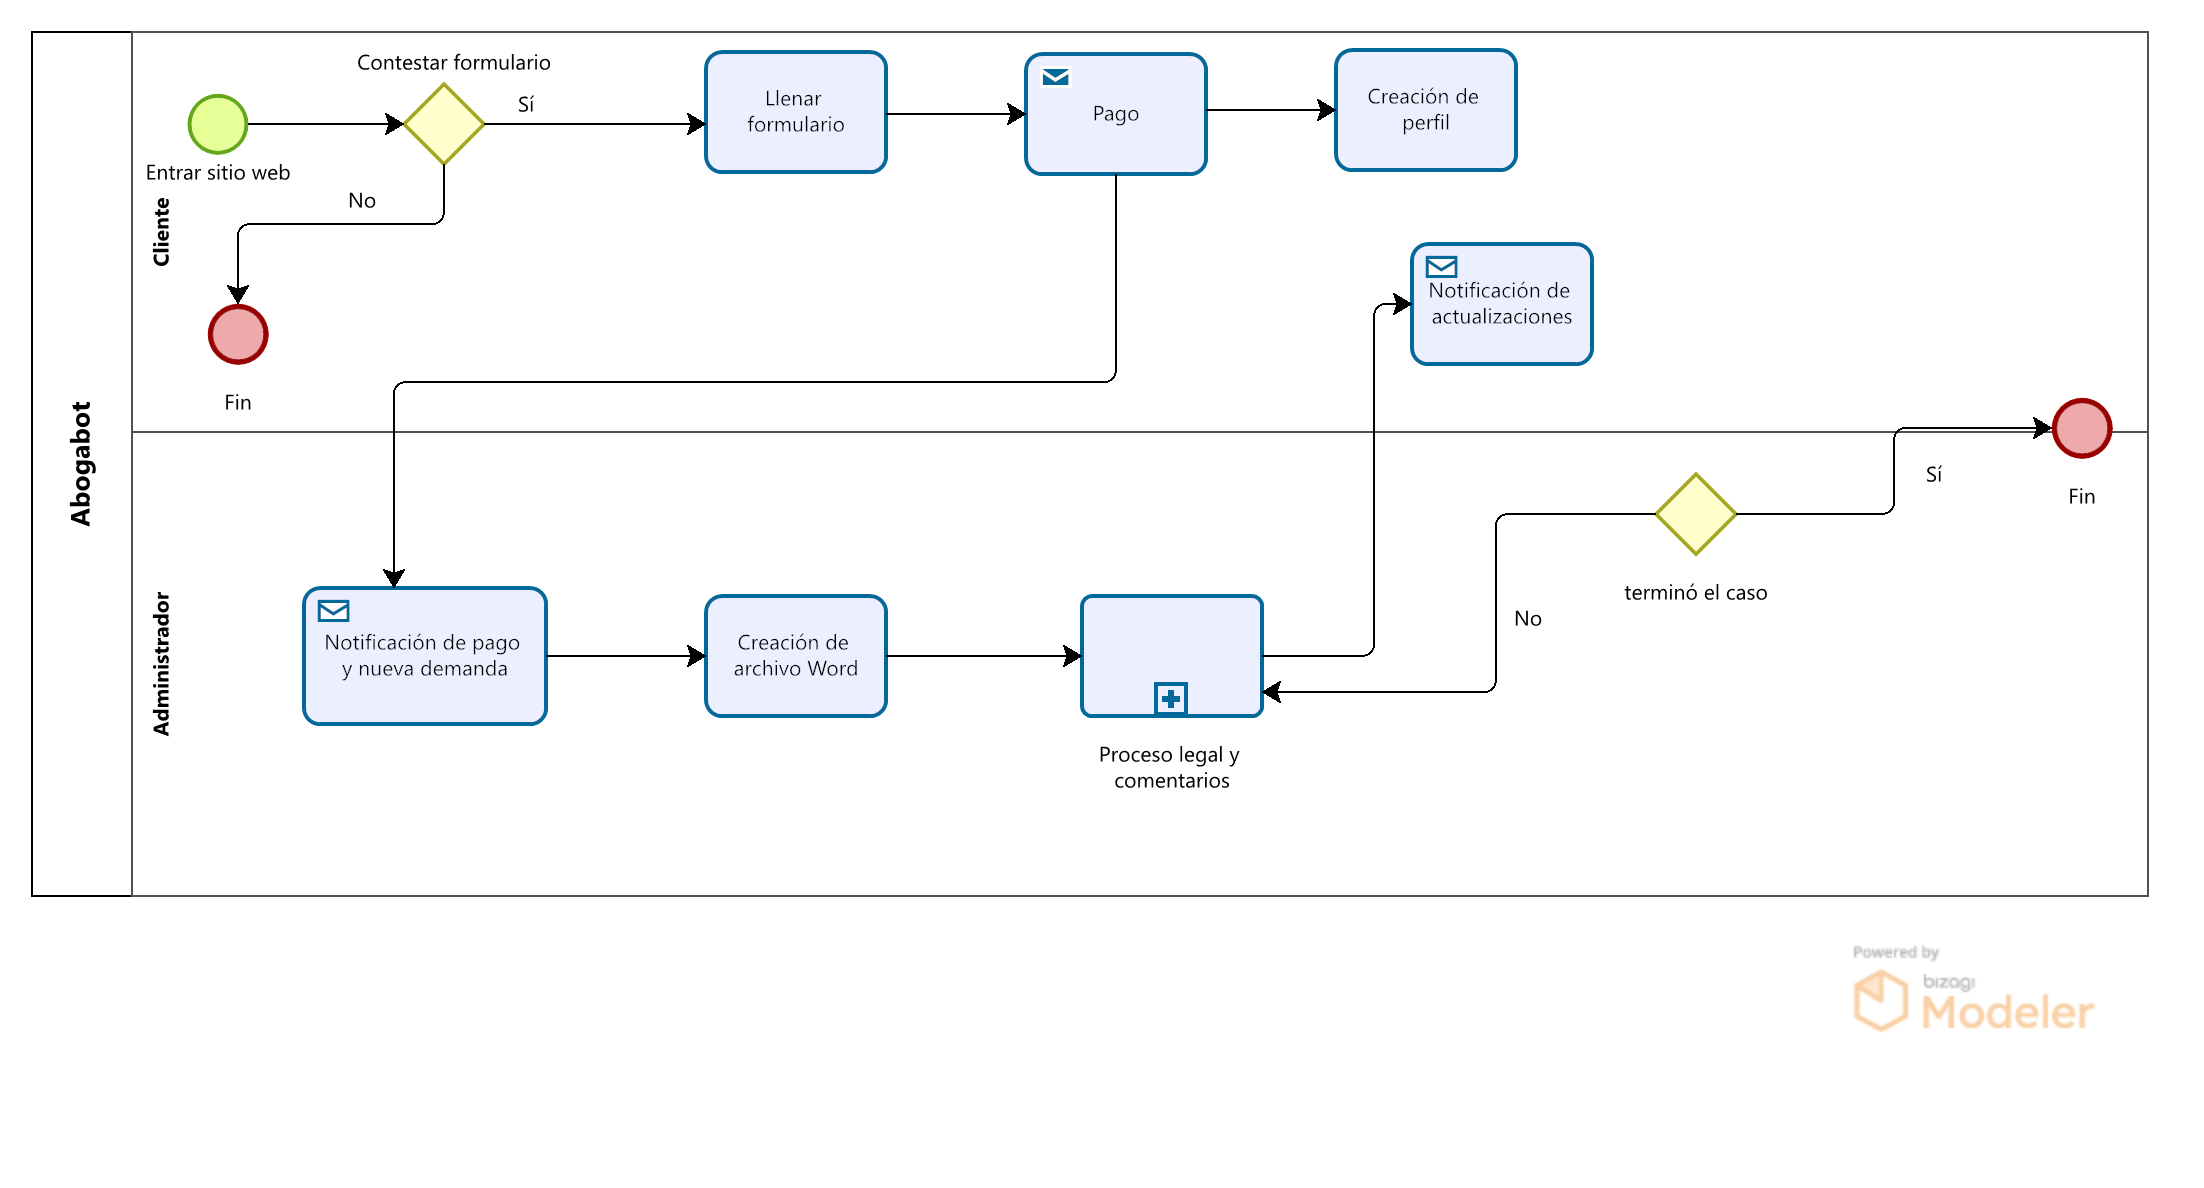 Abogabot
Cliente
Contestar formulario
Sí
No
Entrar sitio web
Fin
Llenar
formulario
Pago
Creación de
perfil
Notificación de
actualizaciones
Administrador
Notificación de pago
y nueva demanda
Creación de
archivo Word
Proceso legal y
comentarios
No
terminó el caso
Sí
Fin
Powered by
bizagi
Modeler